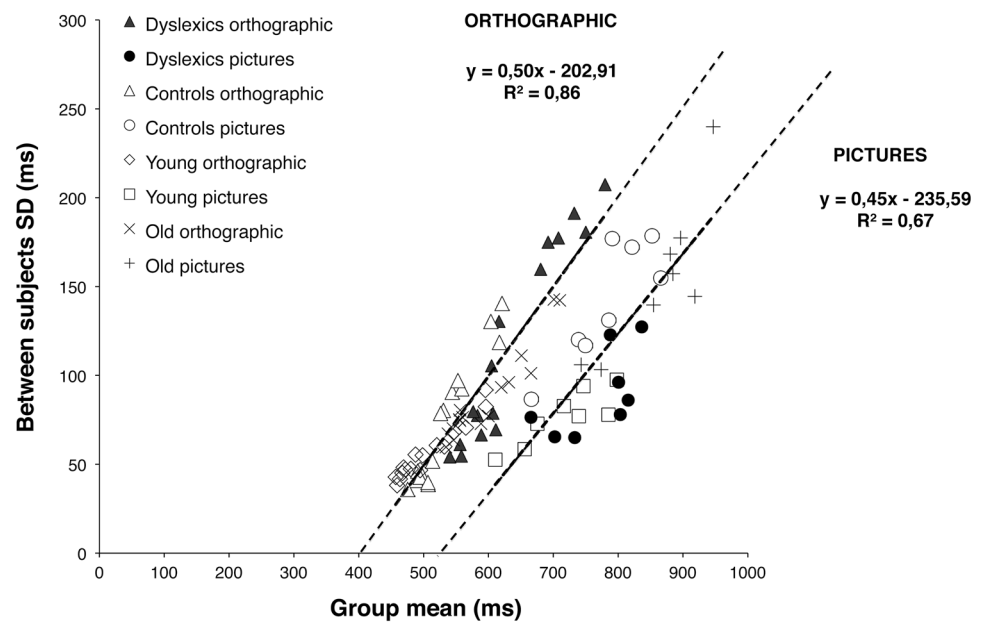 ORTHOGRAPHIC
y = 0,50x - 202,91
R² = 0,86
PICTURES
y = 0,45x - 235,59
R² = 0,67
Dyslexics orthographic
Dyslexics pictures
Controls orthographic
Controls pictures
Young orthographic
Young pictures
Old orthographic
Old pictures
Between subjects SD (ms)
300
250
200
150
100
50
0
0 100 200 300 400 500 600 700 800 900 1000
Group mean (ms)